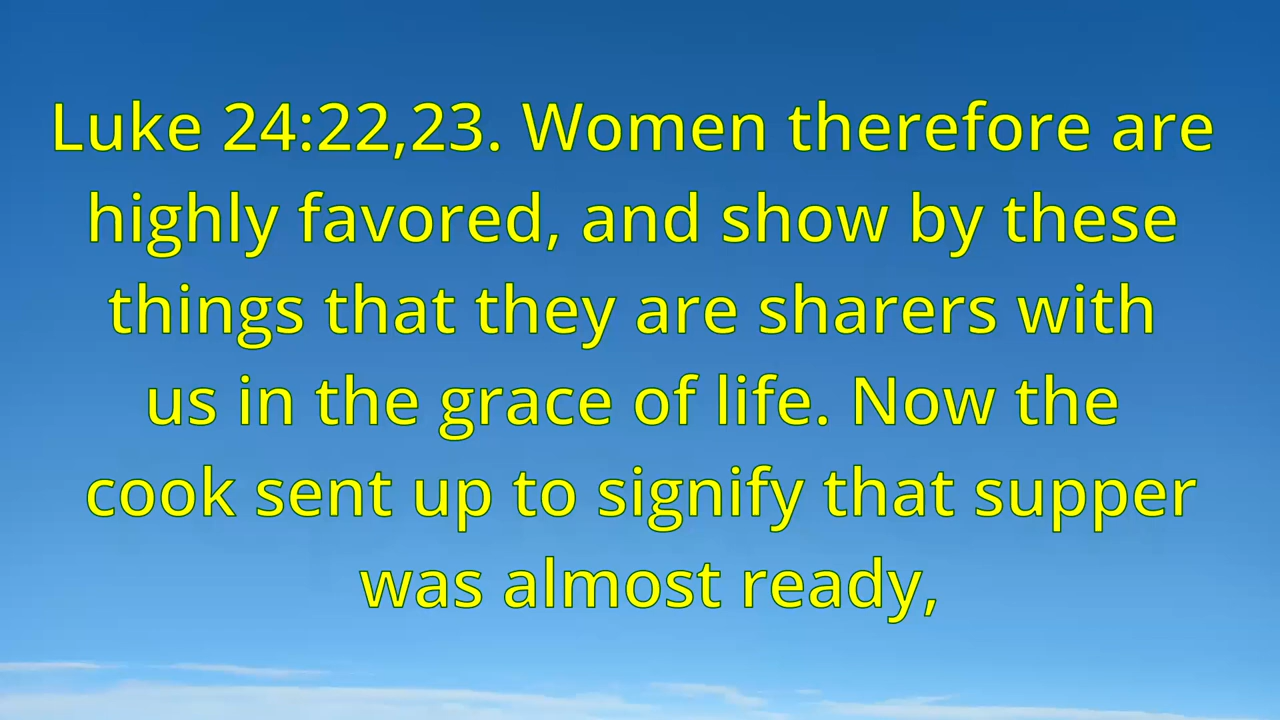 Luke 24:22,23. Women therefore are
highly favored, and show by these
things that they are sharers with
us in the grace of life. Now the
cook sent up to signify that supper
was almost ready,